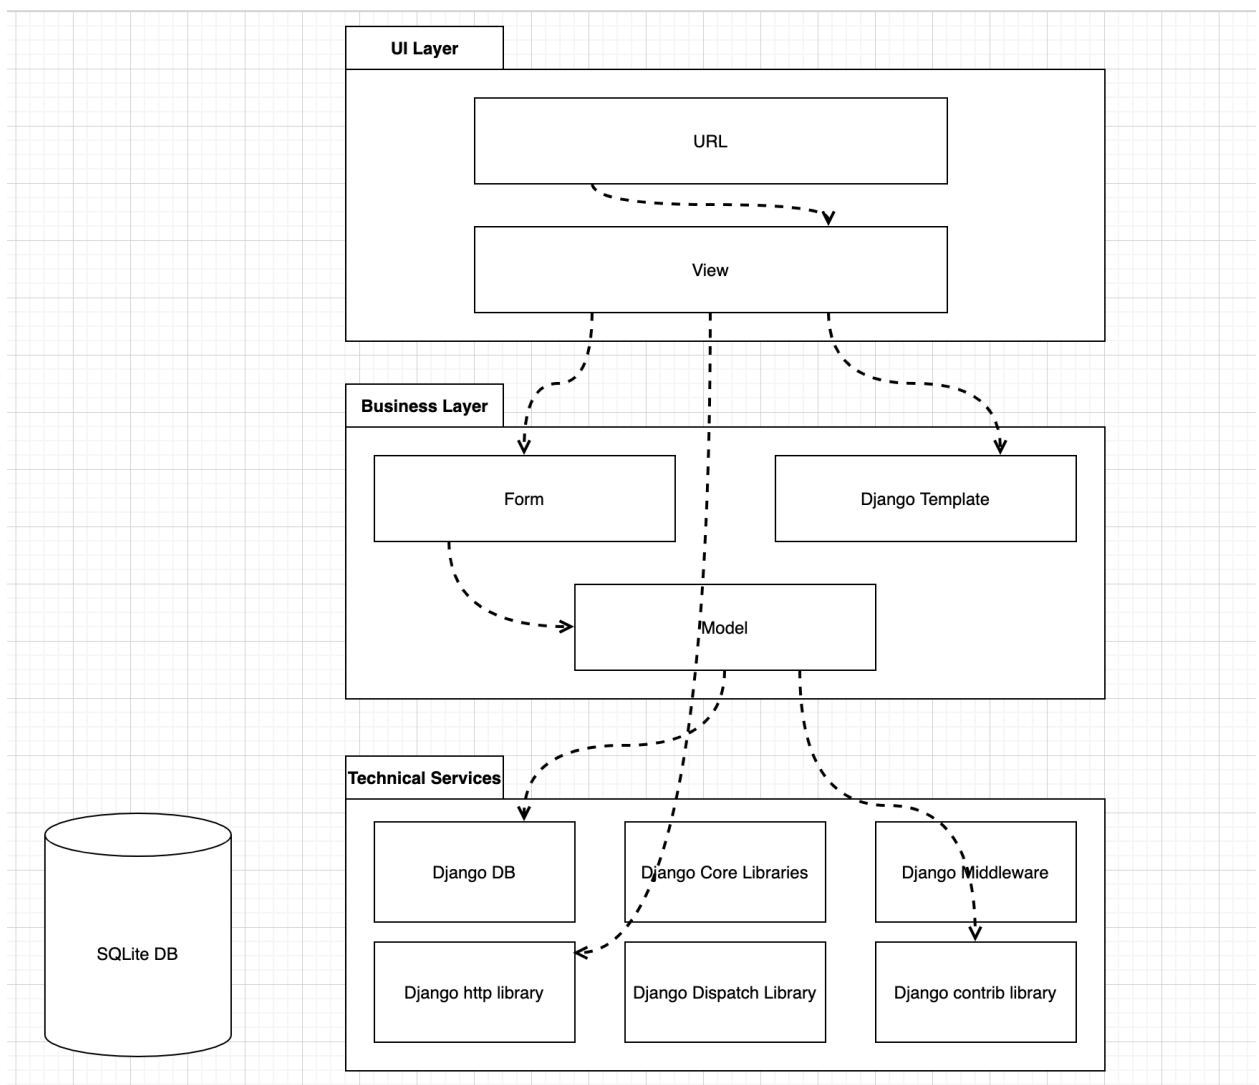 UI Layer
URL
View
Business Layer
Form
Django Template
Model
Technical Services
Django DB
Django Core Libraries
Django Middleware
SQLite DB
Django http library
Django Dispatch Library
Django contrib library